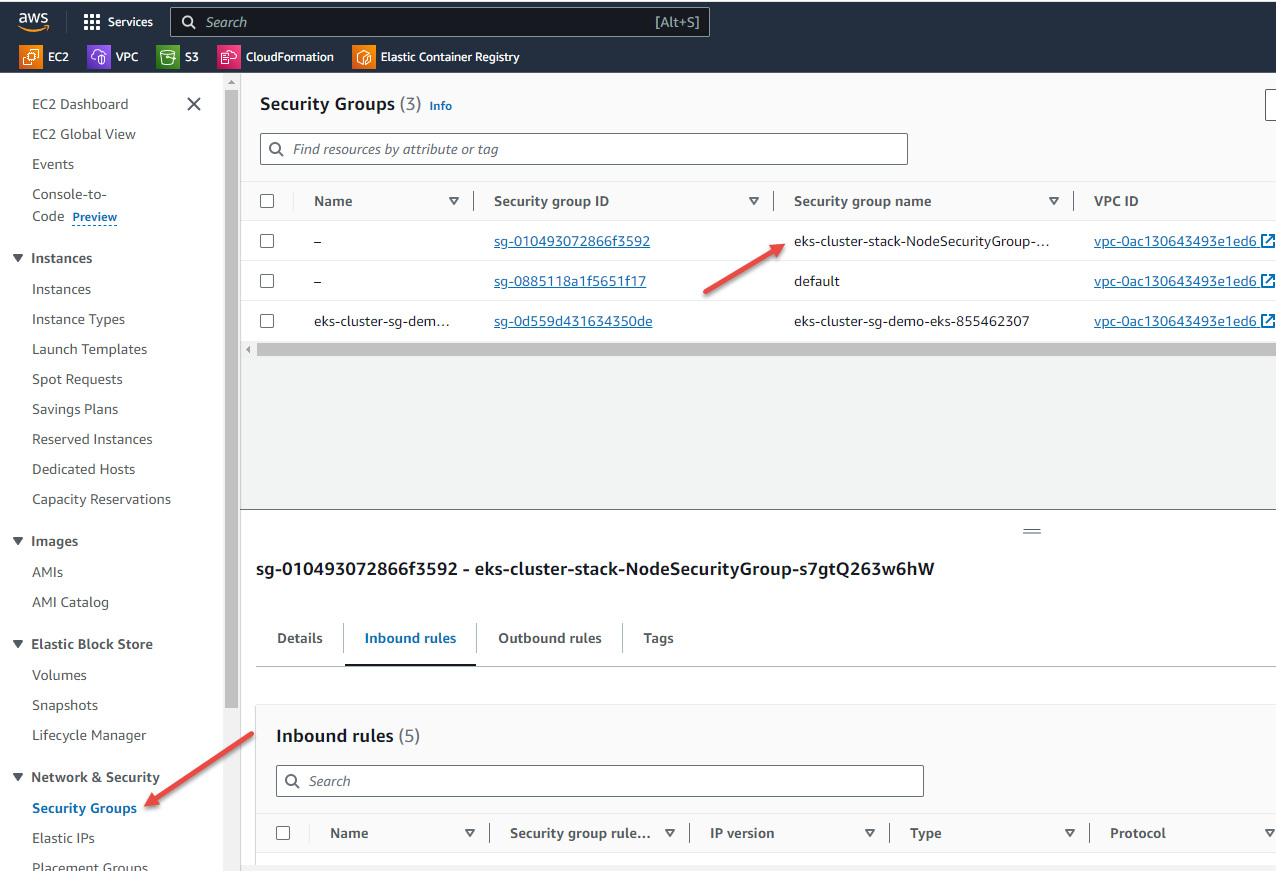 aws
Services
Search
[Alt+S]
EC2
VPC
S3
CloudFormation
Elastic Container Registry
EC2 Dashboard
EC2 Global View
Events
Console-to-
Code Preview
Instances
Instances
Instance Types
Launch Templates
Spot Requests
Savings Plans
Reserved Instances
Dedicated Hosts
Capacity Reservations
Images
AMIs
AMI Catalog
Elastic Block Store
Volumes
Snapshots
Lifecycle Manager
Network & Security
Security Groups
Elastic IPs
Placement Groups
Security Groups (3) Info
Find resources by attribute or tag
Name Security group ID Security group name VPC ID
– sg-010493072866f3592 eks-cluster-stack-NodeSecurityGroup-... vpc-0ac130643493e1ed6
– sg-0885118a1f5651f17 default vpc-0ac130643493e1ed6
eks-cluster-sg-dem... sg-0d559d431634350de eks-cluster-sg-demo-eks-855462307 vpc-0ac130643493e1ed6
sg-010493072866f3592 - eks-cluster-stack-NodeSecurityGroup-s7gtQ263w6hW
Details Inbound rules Outbound rules Tags
Inbound rules (5)
Search
Name Security group rule... IP version Type Protocol